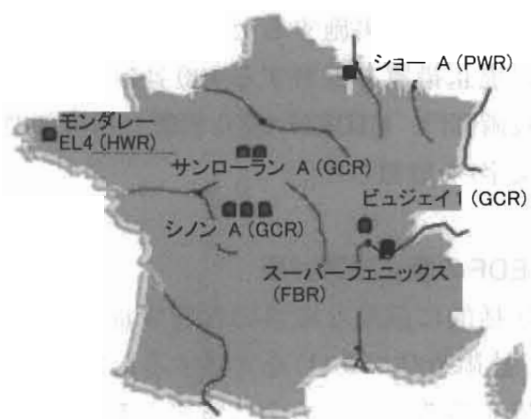 ショー A (PWR)
モンダレー
EL4 (HWR)
サンローラン A (GCR)
ビュジェイ1 (GCR)
シノン A (GCR)
スーパーフェニックス
(FBR)